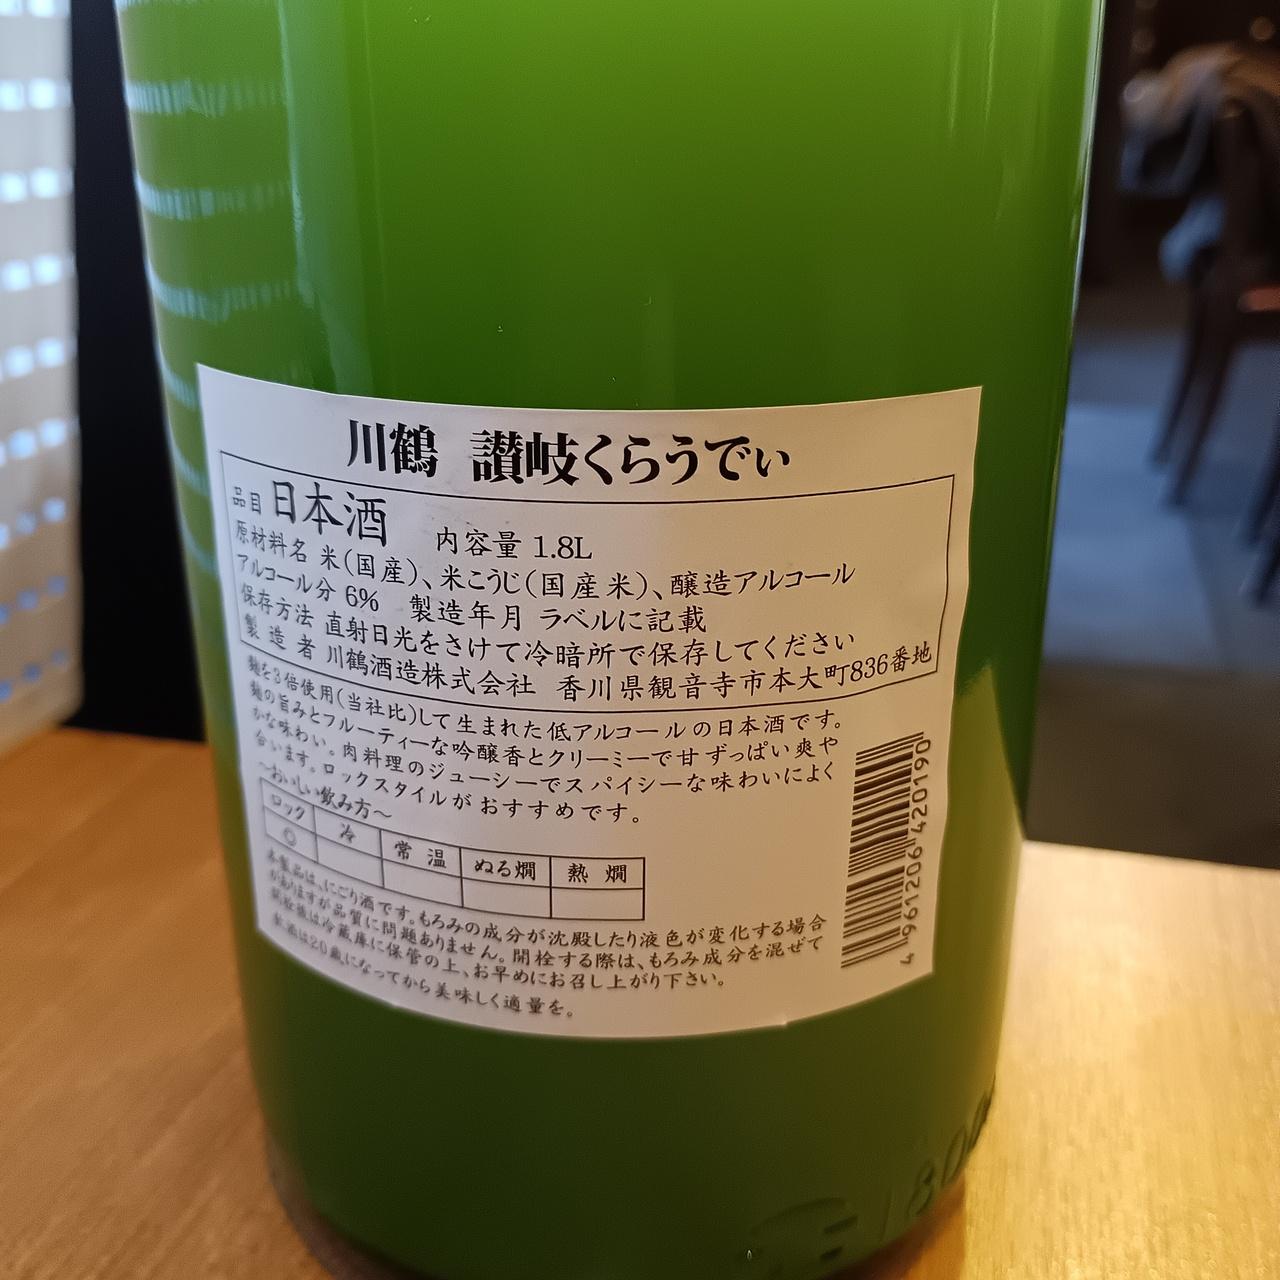 川鶴 讃岐くらうでぃ
品目 日本酒 内容量 1.8L
原材料名 米(国産)、米こうじ(国産米)、醸造アルコール
アルコール分 6% 製造年月 ラベルに記載
保存方法 直射日光をさけて冷暗所で保存してください
製造者 川鶴酒造株式会社 香川県観音寺市本大町836番地
麹を3倍使用(当社比)して生まれた低アルコールの日本酒です。
麹の旨みとフルーティーな吟醸香とクリーミーで甘ずっぱい爽や
かな味わい。肉料理のジューシーでスパイシーな味わいによく
合います。ロックスタイルがおすすめです。
~おいしい飲み方~
ロック 冷 常温 ぬる燗 熱燗
◎
本製品は、にごり酒です。もろみの成分が沈殿したり液色が変化する場合
がありますが品質に問題ありません。開栓する際は、もろみ成分を混ぜて
開栓後は冷蔵庫に保管の上、お早めにお召し上がり下さい。
飲酒は20歳になってから美味しく適量を。
4 961206 420190